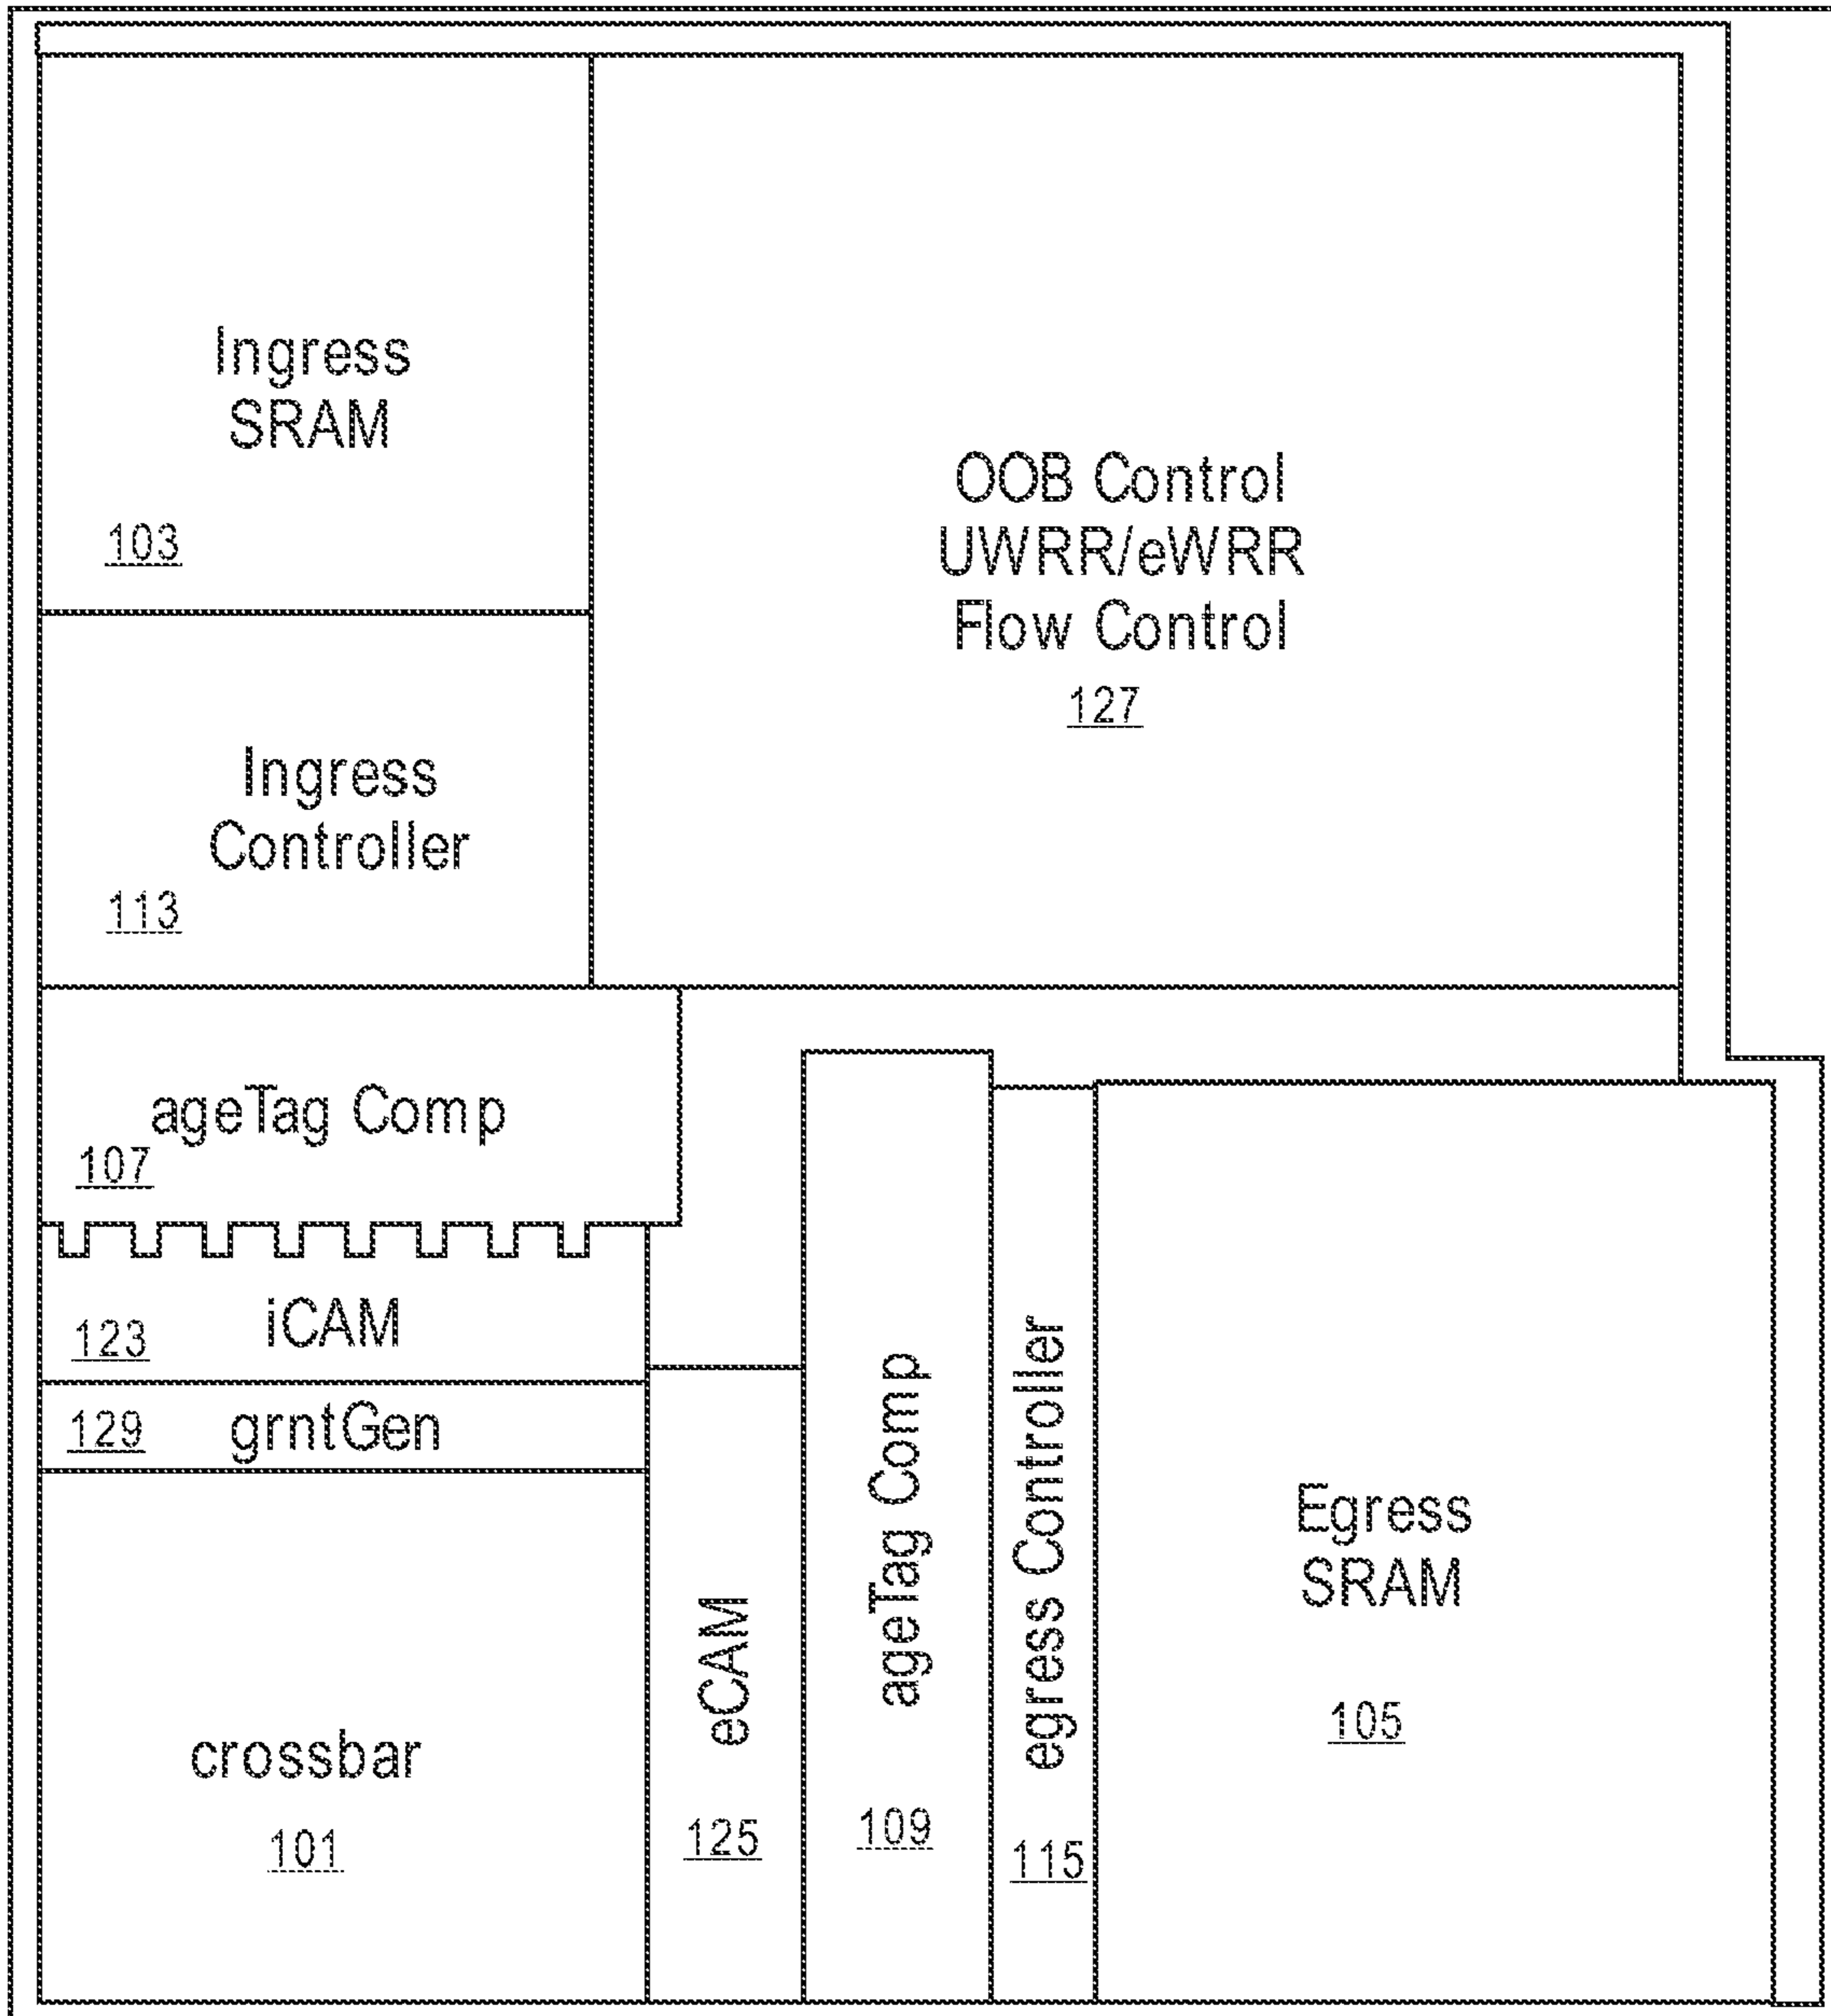 Ingress
SRAM
103
OOB Control
UWRR/eWRR
Flow Control
127
Ingress
Controller
113
ageTag Comp
107
iCAM
123
129
grntGen
crossbar
101
eCAM
125
ageTag Comp
109
egress Controller
115
Egress
SRAM
105